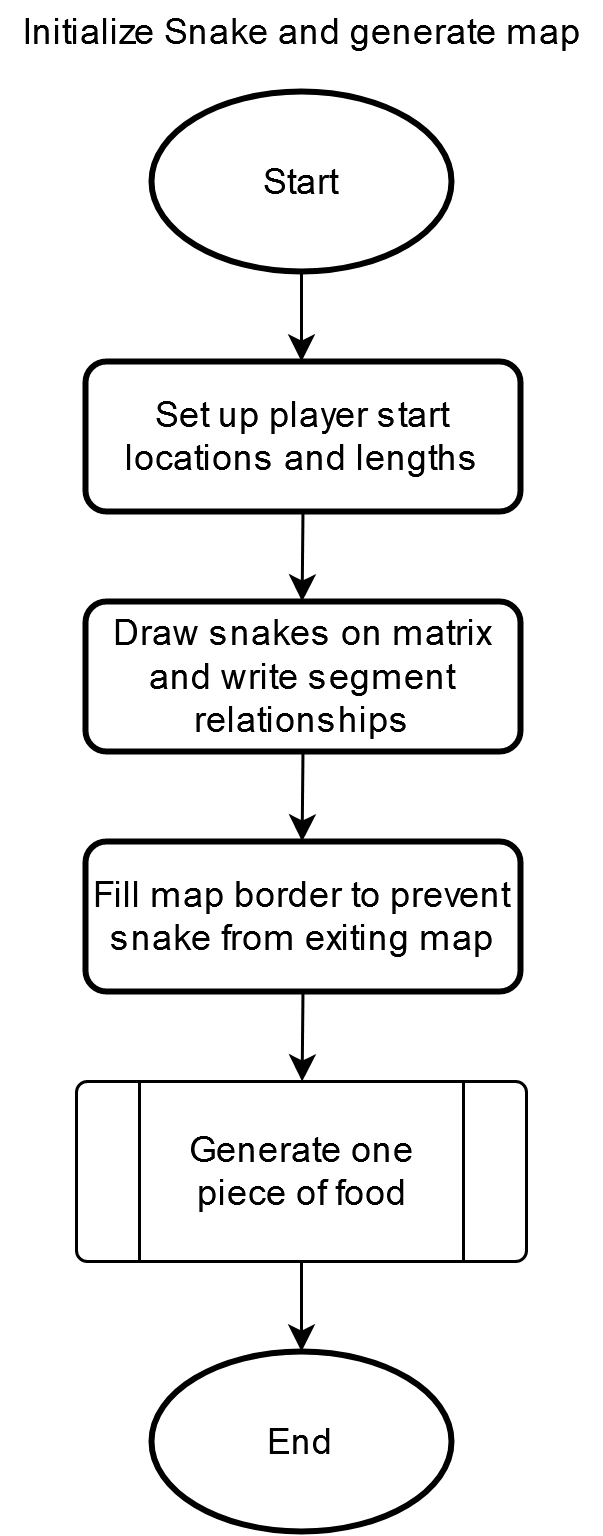 Initialize Snake and generate map
Start
Set up player start
locations and lengths
Draw snakes on matrix
and write segment
relationships
Fill map border to prevent
snake from exiting map
Generate one
piece of food
End